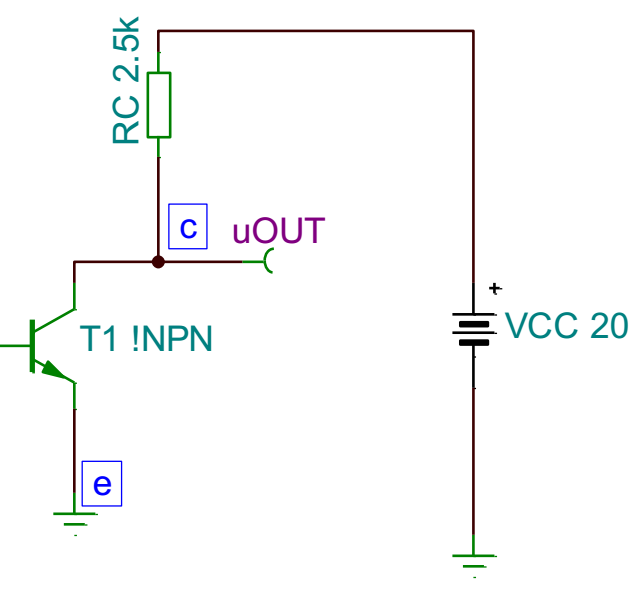 RC 2.5k
c
uOUT
+
T1 !NPN
VCC 20
e